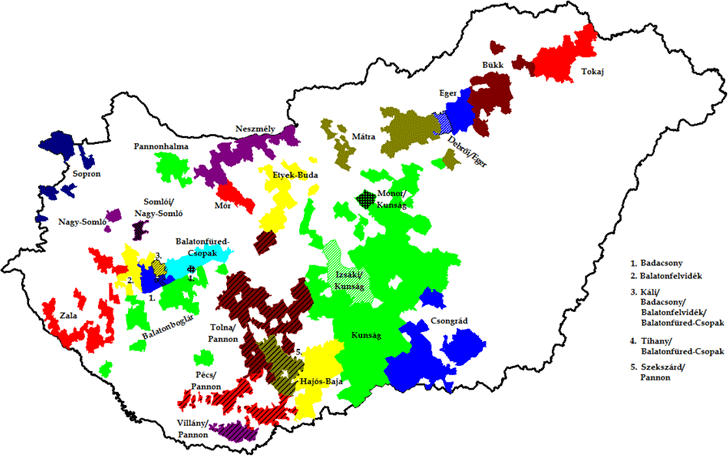 Bükk
Tokaj
Eger
Neszmély
Mátra
Debrői/Eger
Pannonhalma
Sopron
Etyek-Buda
Somlói/
Nagy-Somló
Mór
Monor/
Kunság
Nagy-Somló
Balatonfüred-
Csopak
3.
4.
2.
1.
Izsáki/
Kunság
1. Badacsony
2. Balatonfelvidék
3. Káli/
Badacsony/
Balatonfelvidék/
Balatonfüred-Csopak
4. Tihany/
Balatonfüred-Csopak
5. Szekszárd/
Pannon
Zala
Balatonboglár
Tolna/
Pannon
Csongrád
Kunság
5.
Pécs/
Pannon
Hajós-Baja
Villány/
Pannon